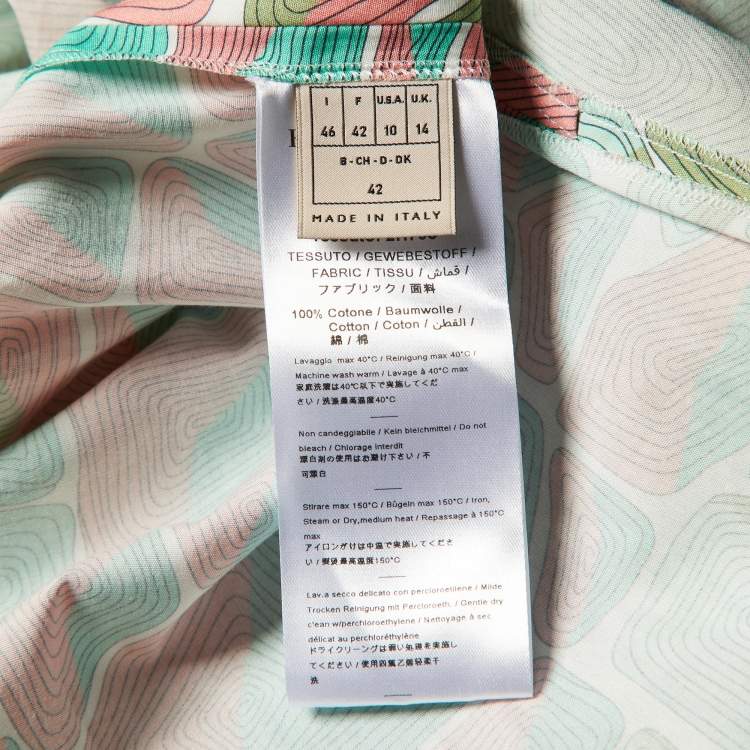 I F U.S.A. U.K.
46 42 10 14
B - CH - D - DK
42
MADE IN ITALY
TESSUTO / GEWEBESTOFF /
FABRIC / TISSU / قماش /
ファブリック / 面料
100% Cotone / Baumwolle /
Cotton / Coton / القطن /
綿 / 棉
Lavaggio max 40°C / Reinigung max 40°C /
Machine wash warm / Lavage à 40°C max
家庭洗濯は40℃以下で実施してくだ
さい / 洗涤最高温度40°C
Non candeggiabile / Kein bleichmittel / Do not
bleach / Chlorage interdit
漂白剤の使用はお避け下さい / 不
可漂白
Stirare max 150°C / Bügeln max 150°C / Iron,
Steam or Dry,medium heat / Repassage à 150°C
max
アイロンがけは中温で実施してくださ
い / 熨烫最高温度150°C
Lav.a secco delicato con percloroetilene / Milde
Trocken Reinigung mit Percloroeth. / Gentle dry
clean w/perchloroethylene / Nettoyage à sec
délicat au perchloréthylène
ドライクリーングは弱い処理を実施し
てください / 使用四氯乙烯轻柔干
洗